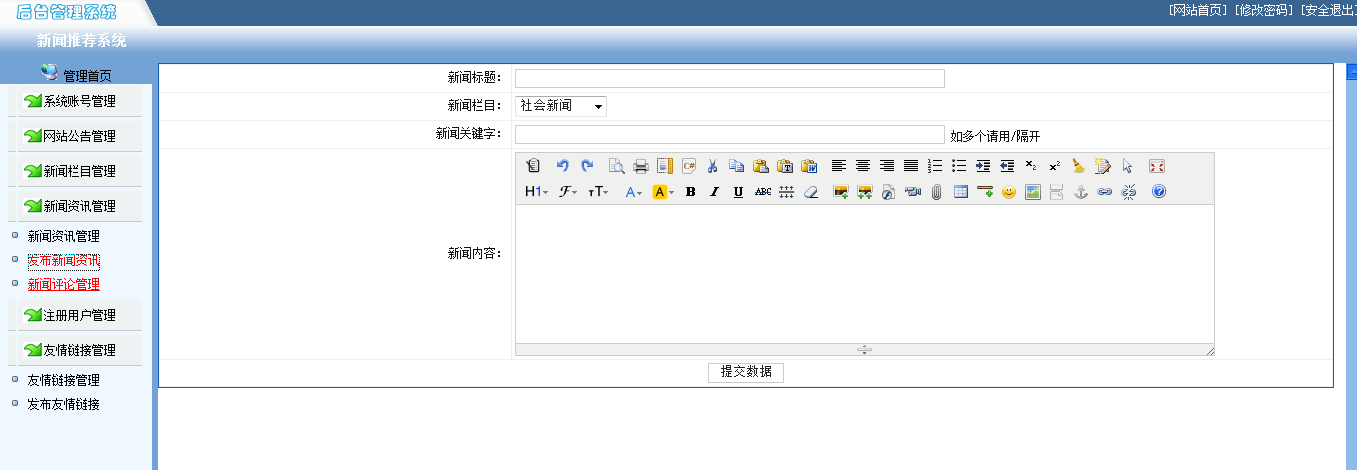 后台管理系统
[网站首页] [修改密码] [安全退出]
新闻推荐系统
管理首页
系统账号管理
网站公告管理
新闻栏目管理
新闻资讯管理
新闻资讯管理
发布新闻资讯
新闻评论管理
注册用户管理
友情链接管理
友情链接管理
发布友情链接
新闻标题：
新闻栏目： 社会新闻
新闻关键字： 如多个请用/隔开
H1 F TT A A B I U ABC
新闻内容：
提交数据